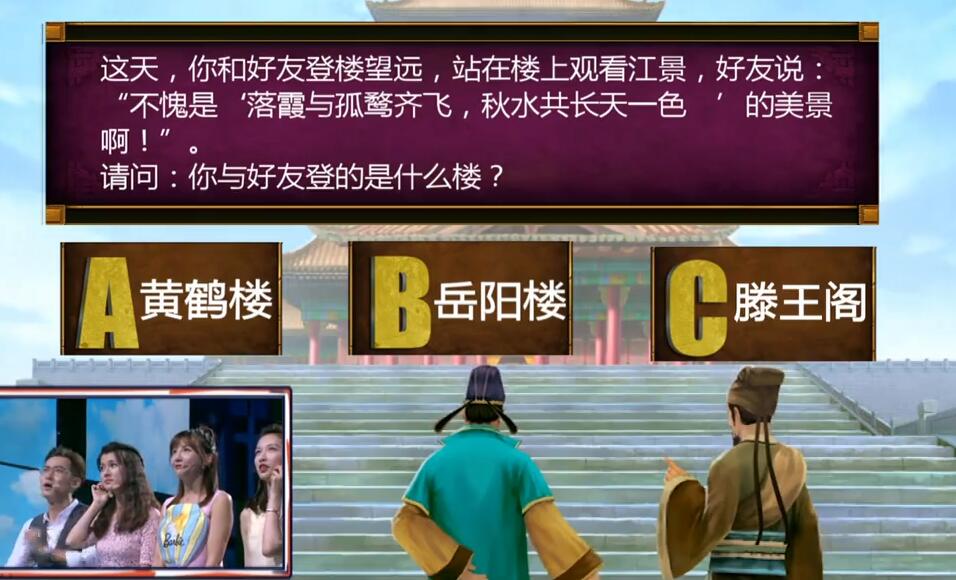 这天，你和好友登楼望远，站在楼上观看江景，好友说：
“不愧是‘落霞与孤鹜齐飞，秋水共长天一色 ’的美景
啊！”。
请问：你与好友登的是什么楼？
A黄鹤楼
B岳阳楼
C滕王阁
Barbie